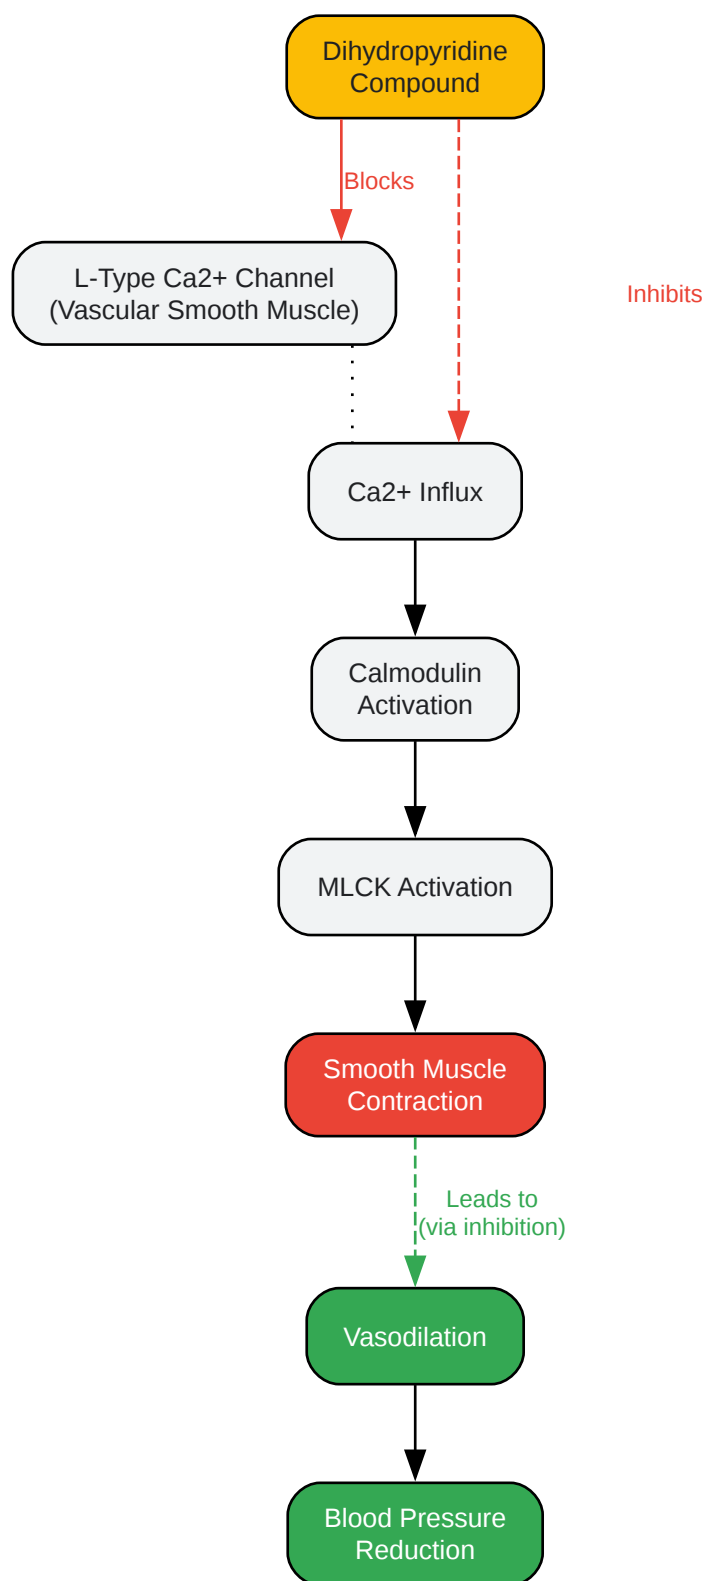 Dihydropyridine
Compound
Blocks
L-Type Ca2+ Channel
(Vascular Smooth Muscle)
Inhibits
Ca2+ Influx
Calmodulin
Activation
MLCK Activation
Smooth Muscle
Contraction
Leads to
(via inhibition)
Vasodilation
Blood Pressure
Reduction